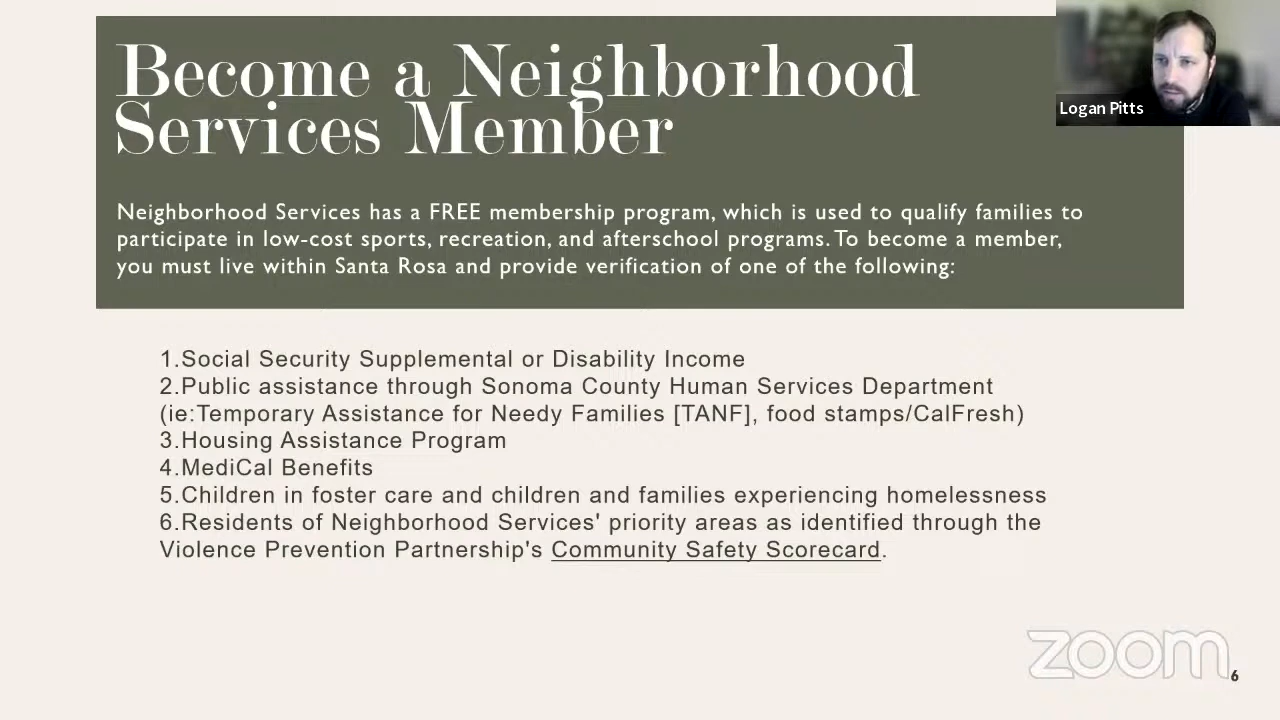 Become a Neighborhood
Services Member
Logan Pitts
Neighborhood Services has a FREE membership program, which is used to qualify families to
participate in low-cost sports, recreation, and afterschool programs. To become a member,
you must live within Santa Rosa and provide verification of one of the following:
1.Social Security Supplemental or Disability Income
2.Public assistance through Sonoma County Human Services Department
(ie:Temporary Assistance for Needy Families [TANF], food stamps/CalFresh)
3.Housing Assistance Program
4.MediCal Benefits
5.Children in foster care and children and families experiencing homelessness
6.Residents of Neighborhood Services' priority areas as identified through the
Violence Prevention Partnership's Community Safety Scorecard.
zoom
6